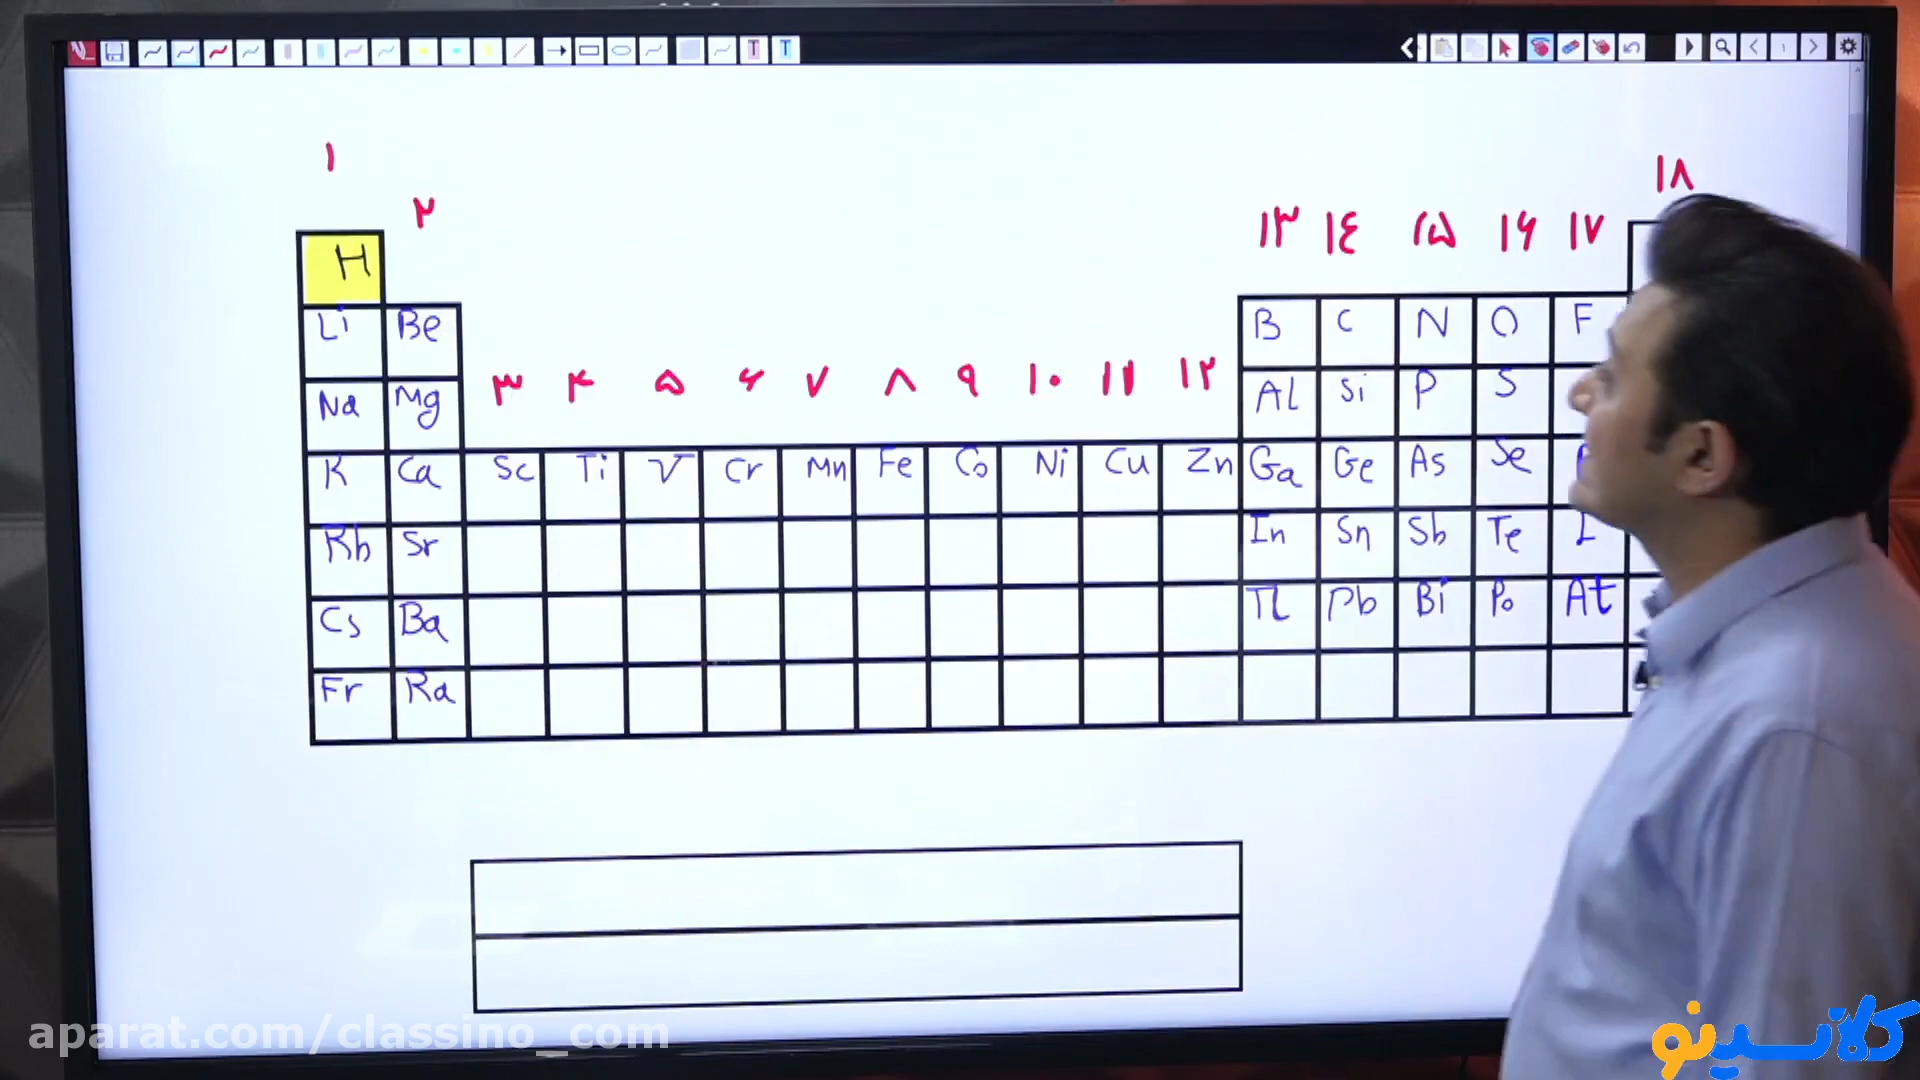 ۱
۲
۱۸
۱۳ ۱٤ ۱۵ ۱۶ ۱۷
H
Li Be B C N O F
۳ ۴ ۵ ۶ ۷ ۸ ۹ ۱۰ ۱۱ ۱۲
Na Mg Al Si P S
K Ca Sc Ti V Cr Mn Fe Co Ni Cu Zn Ga Ge As Se
Rb Sr In Sn Sb Te I
Cs Ba Tl Pb Bi Po At
Fr Ra
aparat.com/classino_com
کلاسینو